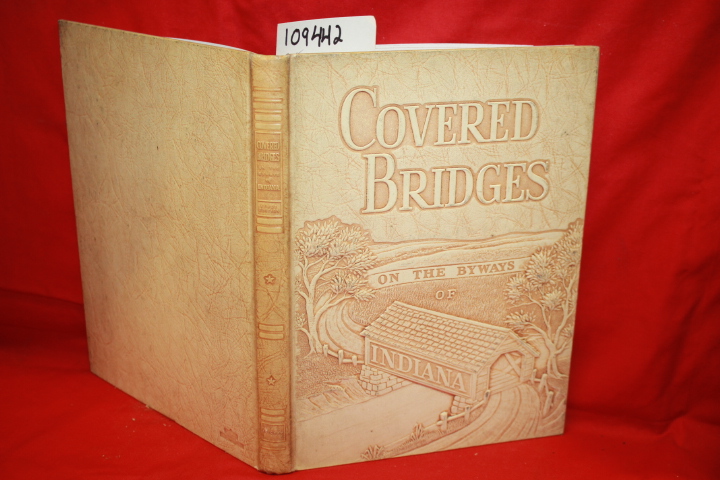 109442
COVERED
BRIDGES
ON THE BYWAYS
OF
INDIANA